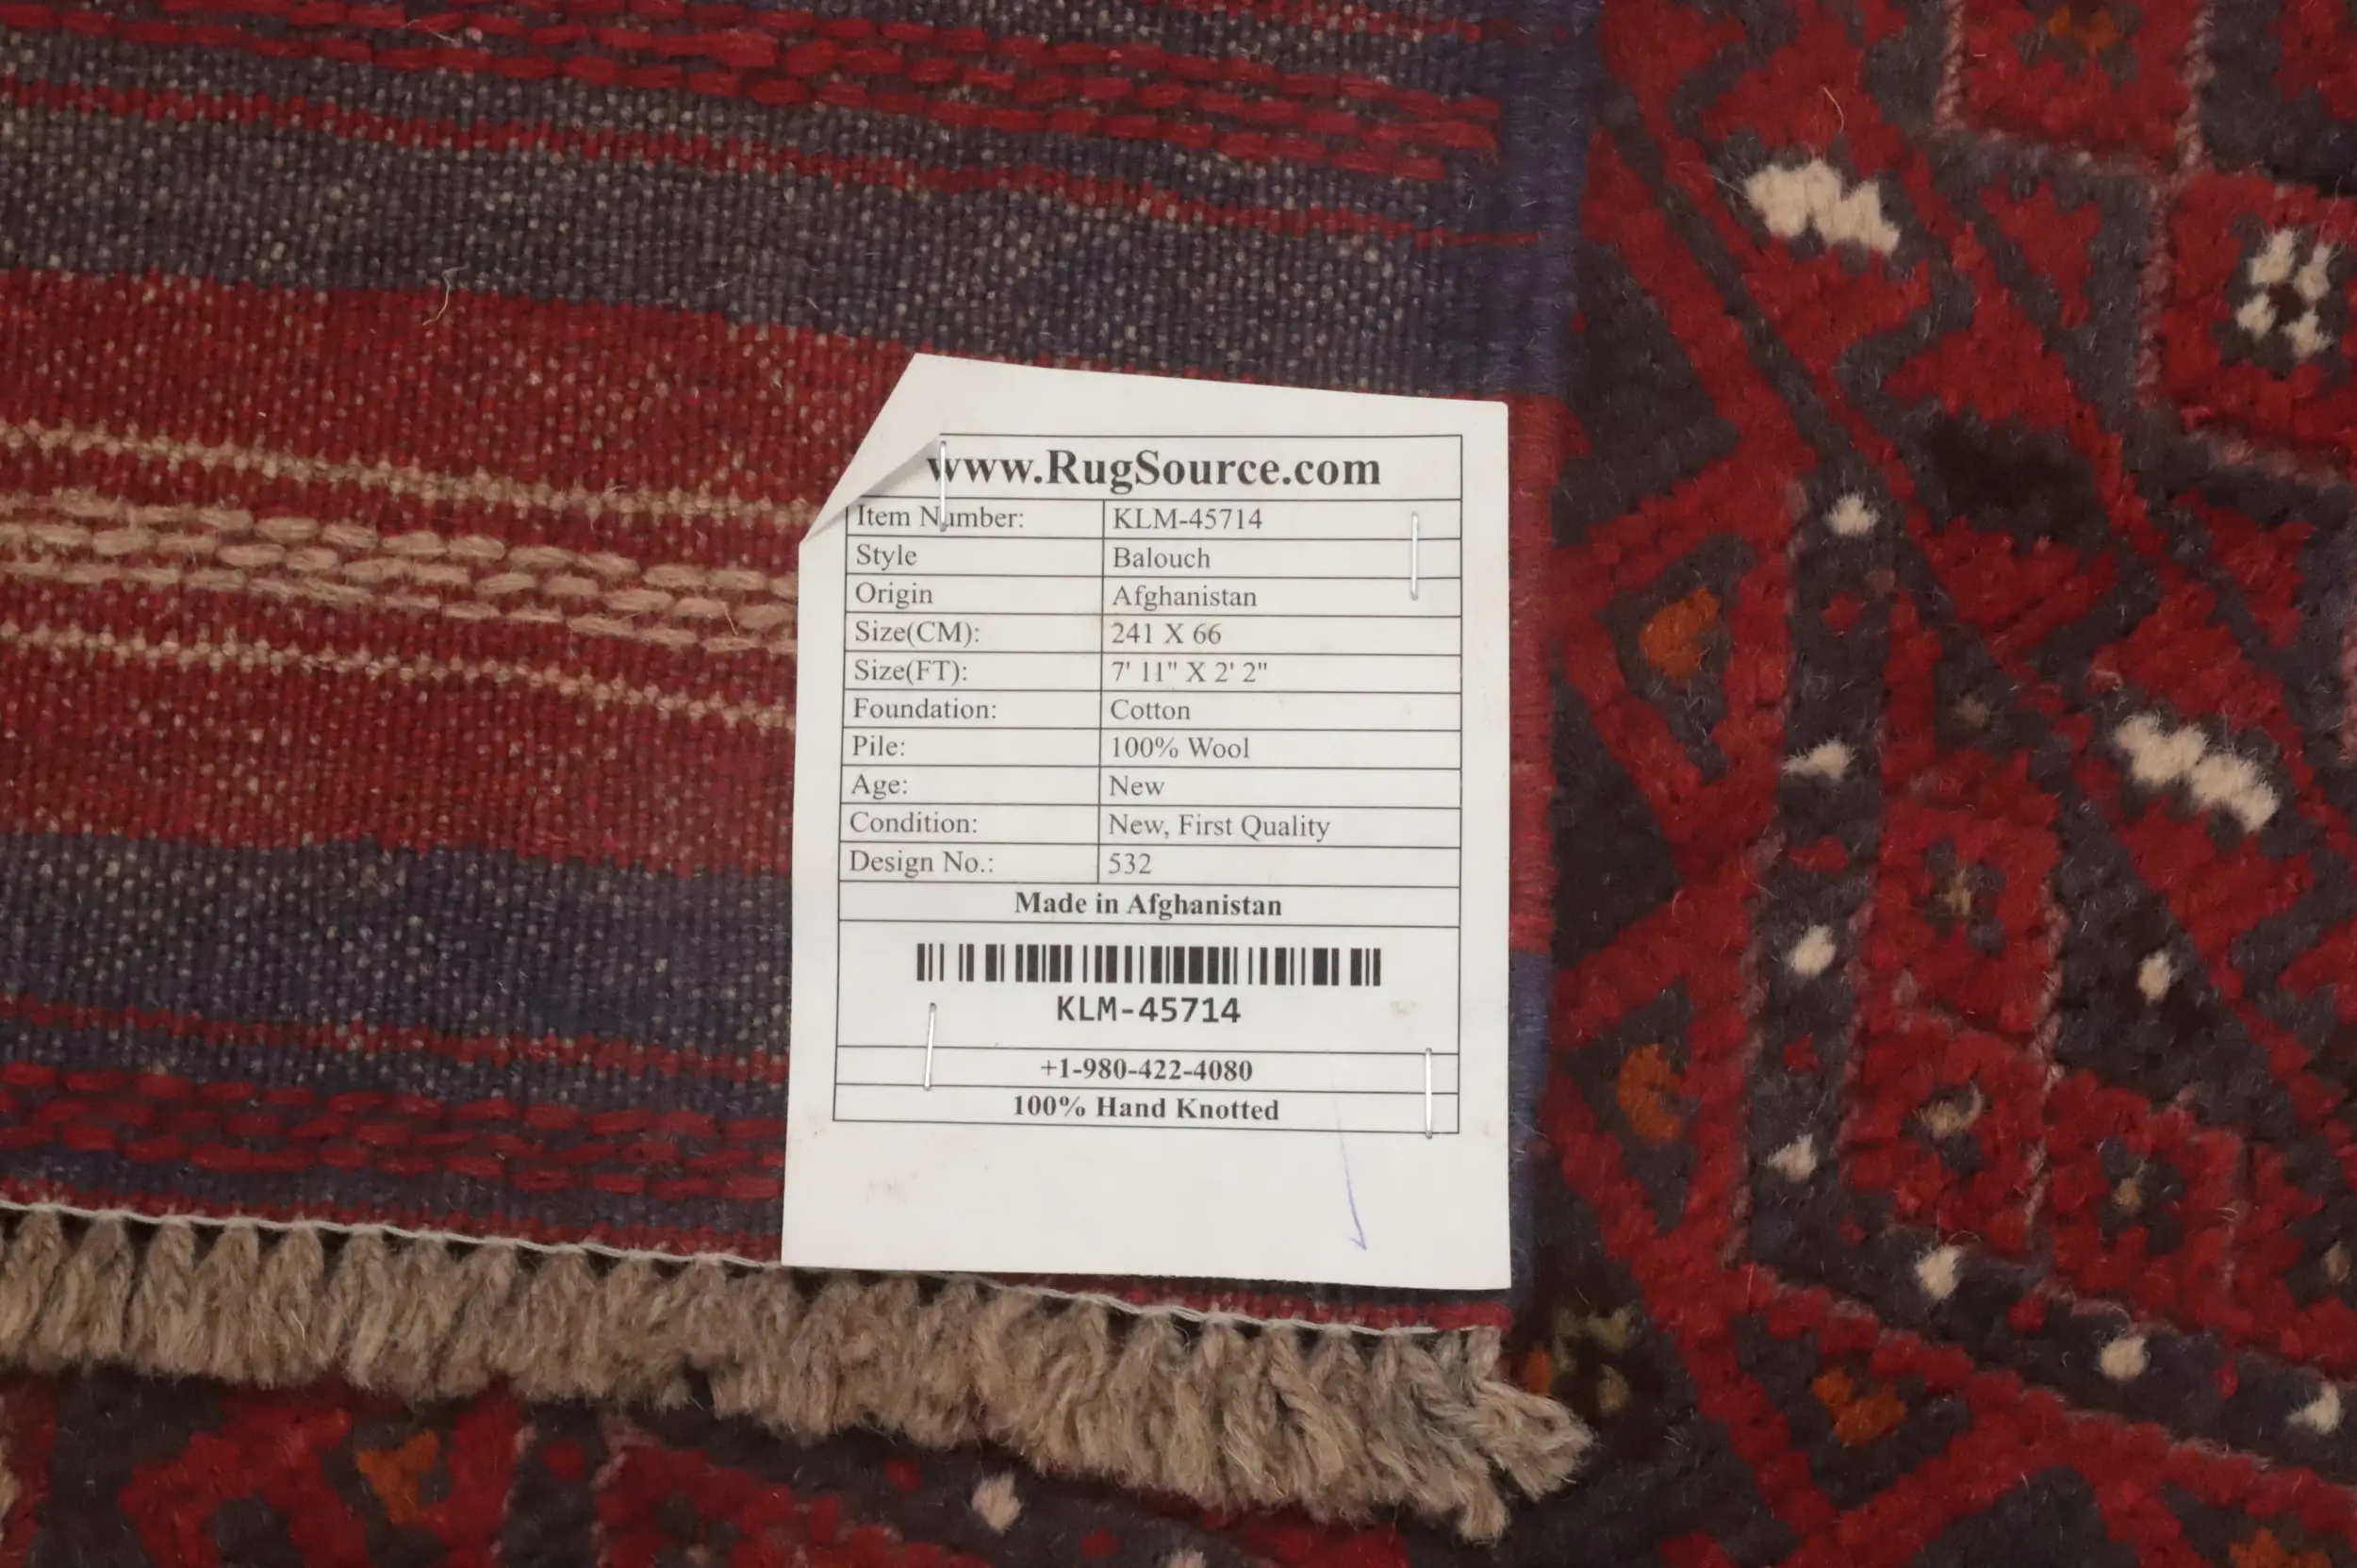 www.RugSource.com
Item Number: KLM-45714
Style Balouch
Origin Afghanistan
Size(CM): 241 X 66
Size(FT): 7' 11" X 2' 2"
Foundation: Cotton
Pile: 100% Wool
Age: New
Condition: New, First Quality
Design No.: 532
Made in Afghanistan
KLM-45714
+1-980-422-4080
100% Hand Knotted